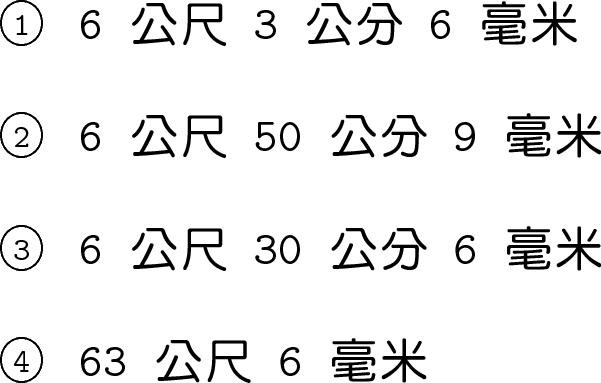 ① 6 公尺 3 公分 6 毫米
② 6 公尺 50 公分 9 毫米
③ 6 公尺 30 公分 6 毫米
④ 63 公尺 6 毫米